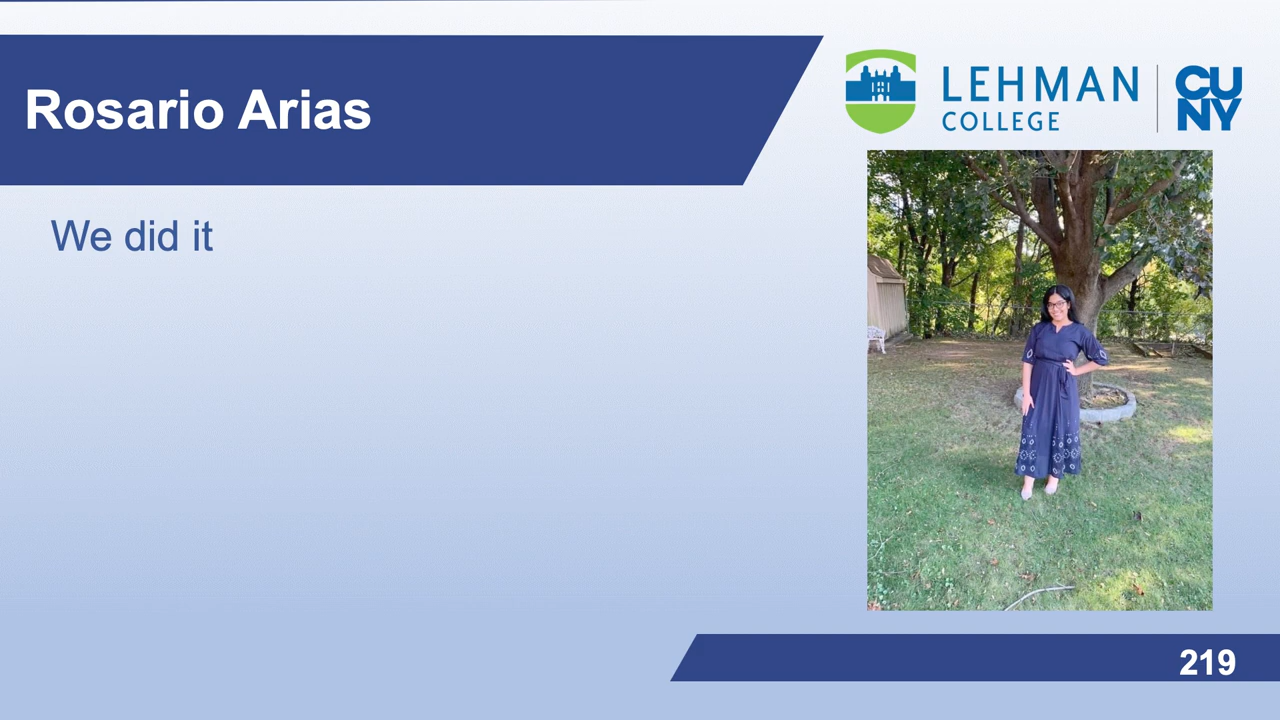 Rosario Arias
LEHMAN
COLLEGE
CU
NY
We did it
219